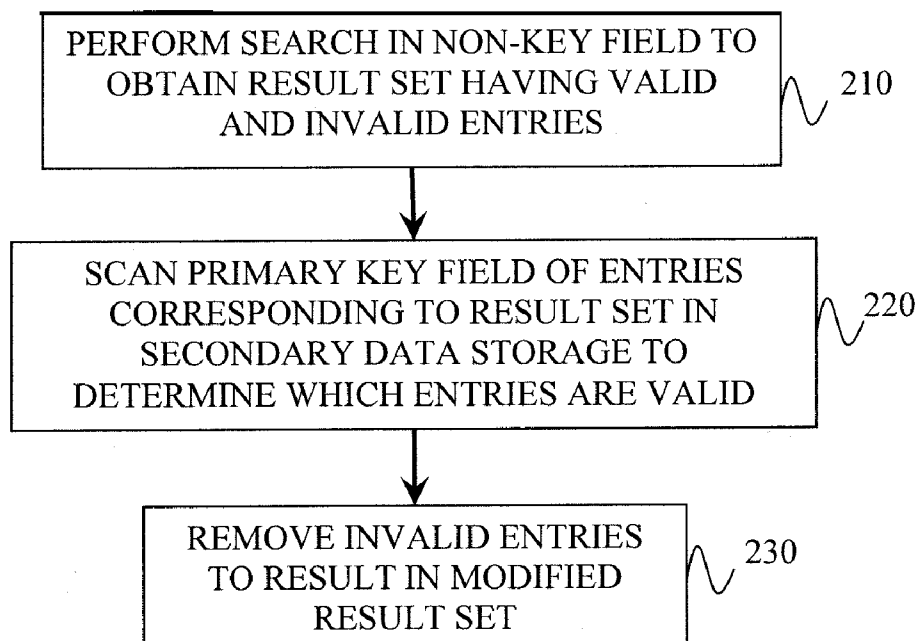 PERFORM SEARCH IN NON-KEY FIELD TO
OBTAIN RESULT SET HAVING VALID
AND INVALID ENTRIES
210
SCAN PRIMARY KEY FIELD OF ENTRIES
CORRESPONDING TO RESULT SET IN
SECONDARY DATA STORAGE TO
DETERMINE WHICH ENTRIES ARE VALID
220
REMOVE INVALID ENTRIES
TO RESULT IN MODIFIED
RESULT SET
230